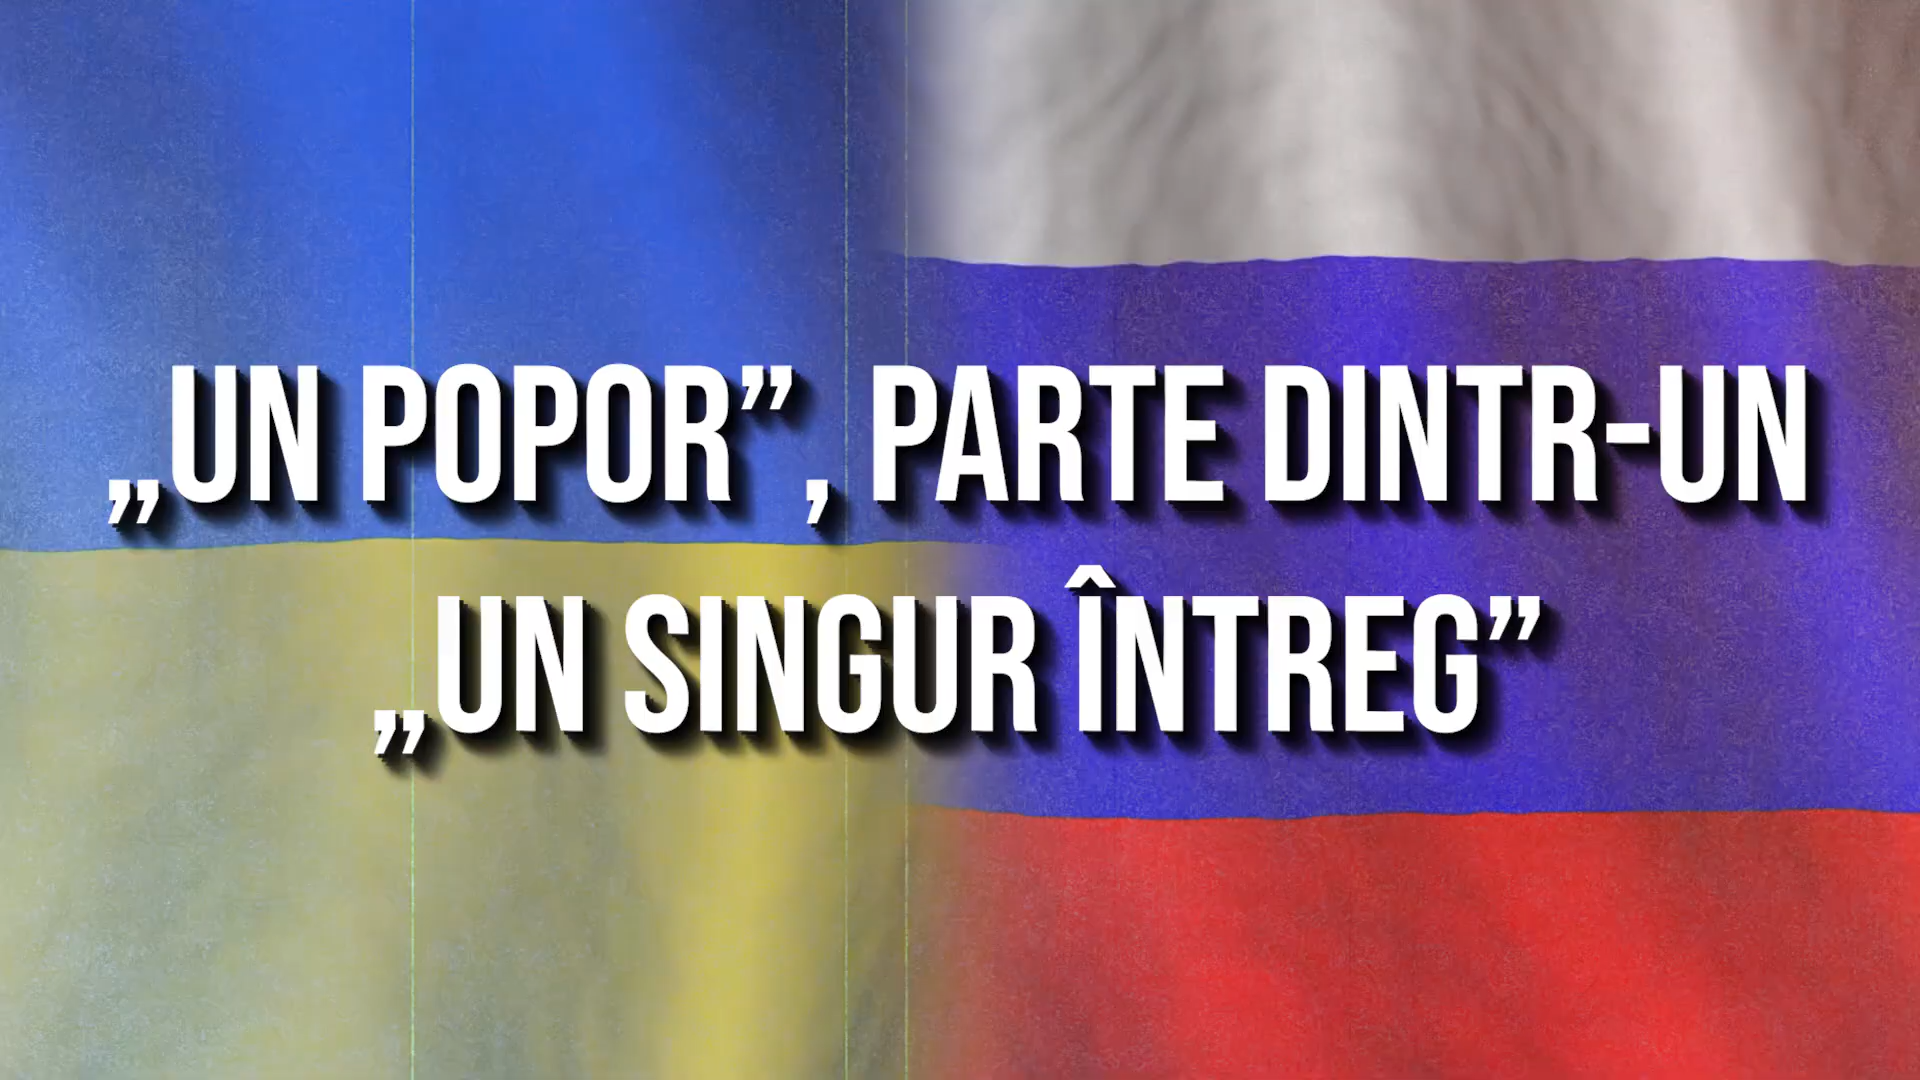 „UN POPOR”, PARTE DINTR-UN
„UN SINGUR ÎNTREG”